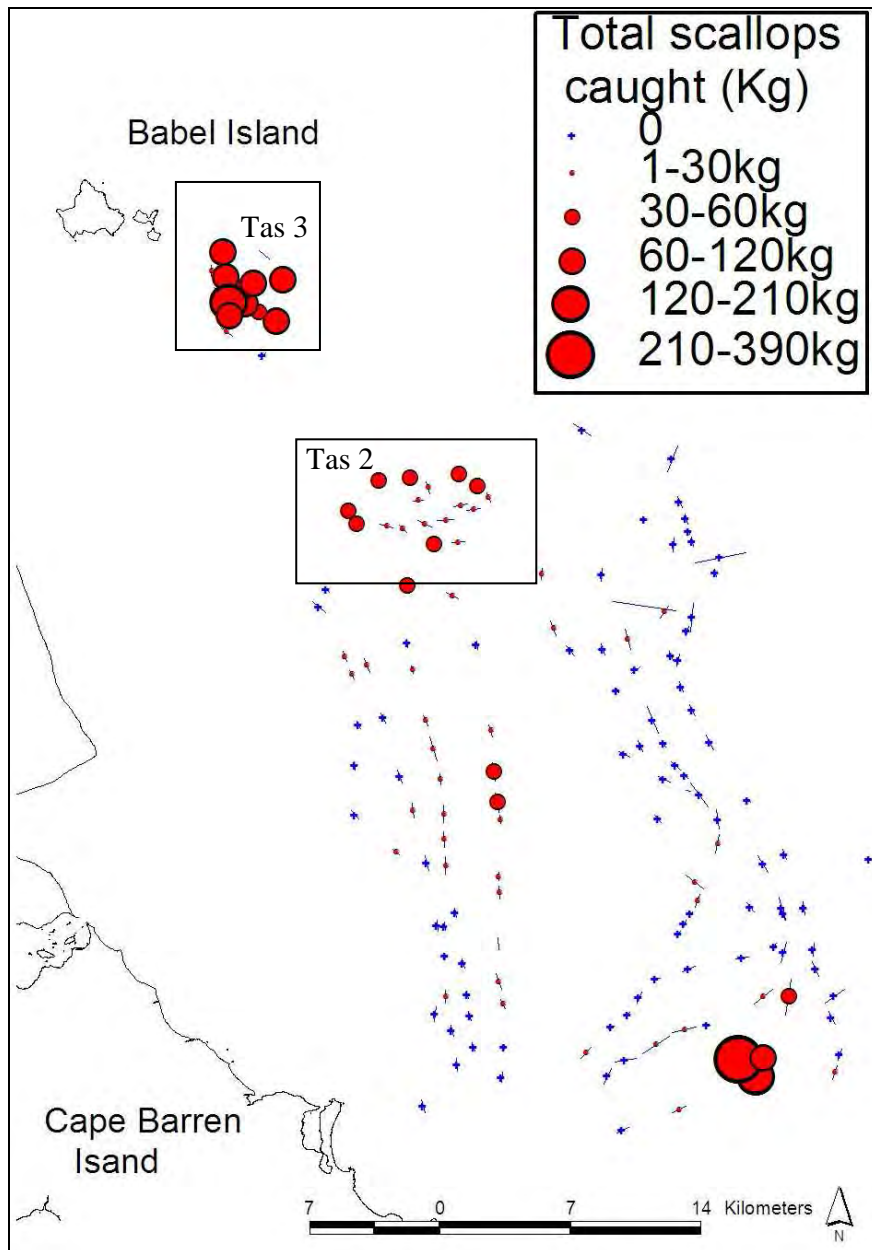 Total scallops
caught (Kg)
0
1-30kg
30-60kg
60-120kg
120-210kg
210-390kg
Babel Island
Tas 3
Tas 2
Cape Barren
Isand
7 0 7 14 Kilometers
N